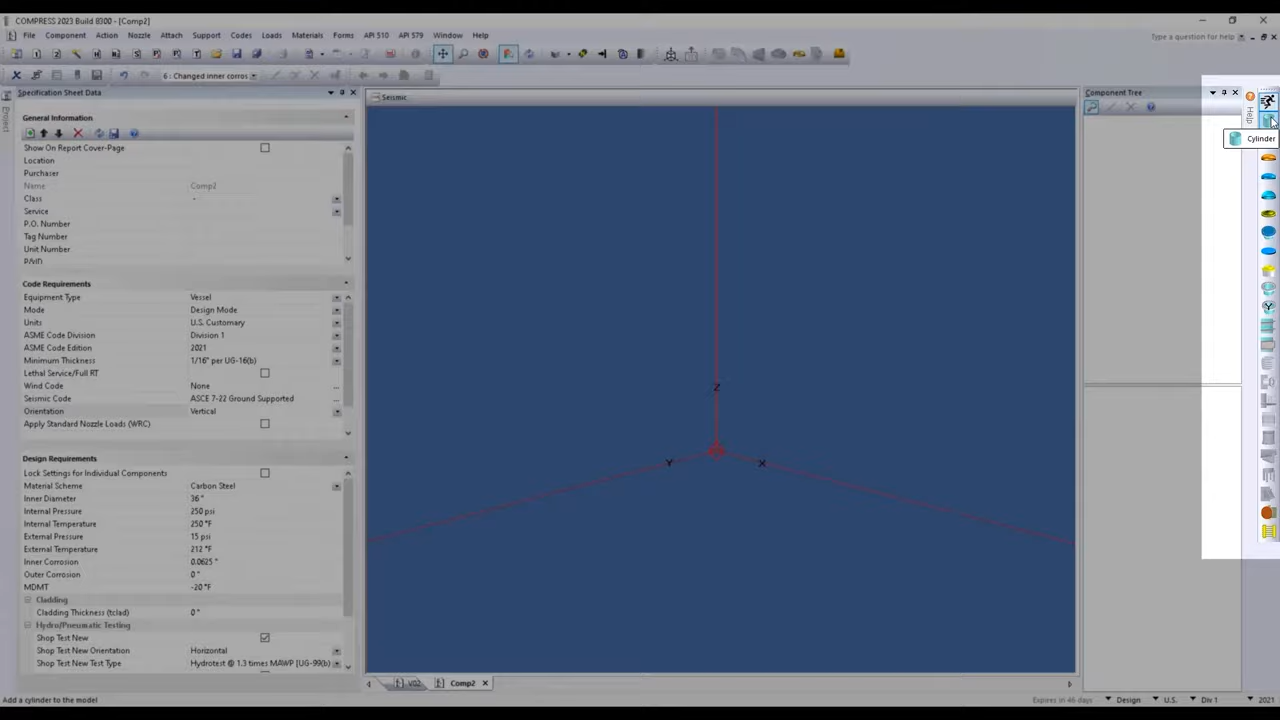 COMPRESS 2023 Build 8300 - [Comp2]
File Component Action Nozzle Attach Support Codes Loads Materials Forms API 510 API 579 Window Help
Type a question for help
6 : Changed inner corros
Specification Sheet Data
General Information
Show On Report Cover-Page
Location
Purchaser
Name Comp2
Class -
Service
P.O. Number
Tag Number
Unit Number
P/VID
Code Requirements
Equipment Type Vessel
Mode Design Mode
Units U.S. Customary
ASME Code Division Division 1
ASME Code Edition 2021
Minimum Thickness 1/16" per UG-16(b)
Lethal Service/Full RT
Wind Code None ...
Seismic Code ASCE 7-22 Ground Supported ...
Orientation Vertical
Apply Standard Nozzle Loads (WRC)
Design Requirements
Lock Settings for Individual Components
Material Scheme Carbon Steel
Inner Diameter 36 "
Internal Pressure 250 psi
Internal Temperature 250 °F
External Pressure 15 psi
External Temperature 212 °F
Inner Corrosion 0.0625 "
Outer Corrosion 0 "
MDMT -20 °F
Cladding
Cladding Thickness (tclad) 0 "
Hydro/Pneumatic Testing
Shop Test New
Shop Test New Orientation Horizontal
Shop Test New Test Type Hydrotest @ 1.3 times MAWP [UG-99(b)
Project
Seismic
Z
Y
X
V02 Comp2
Component Tree
Help
Cylinder
Add a cylinder to the model
Expires in 46 days Design U.S. Div 1 2021